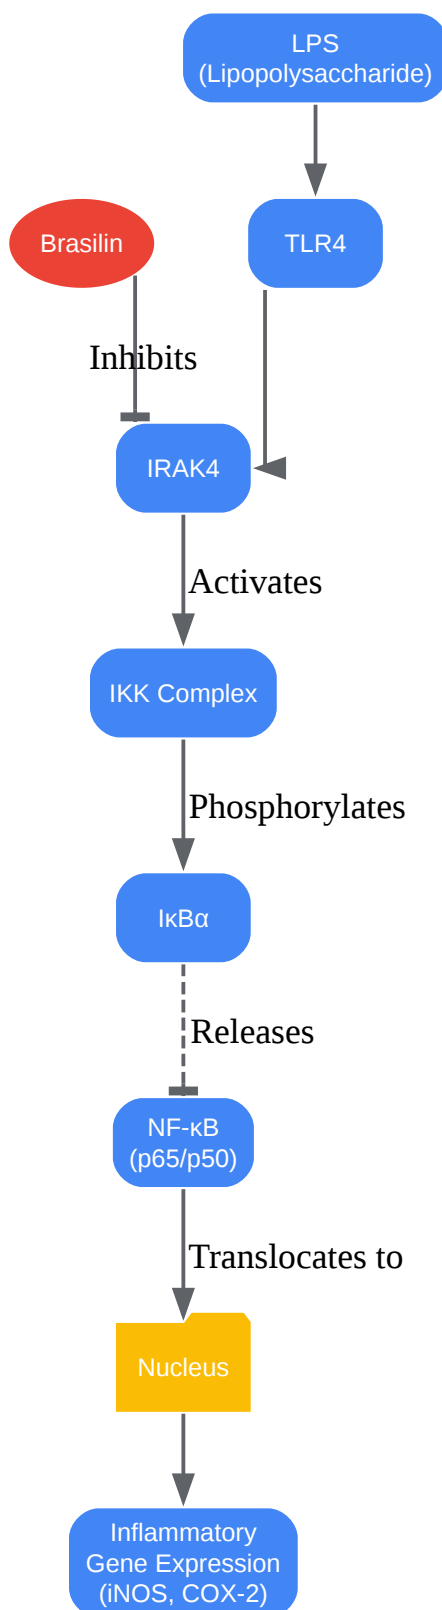 LPS
(Lipopolysaccharide)
Brasilin
TLR4
Inhibits
IRAK4
Activates
IKK Complex
Phosphorylates
IκBα
Releases
NF-κB
(p65/p50)
Translocates to
Nucleus
Inflammatory
Gene Expression
(iNOS, COX-2)